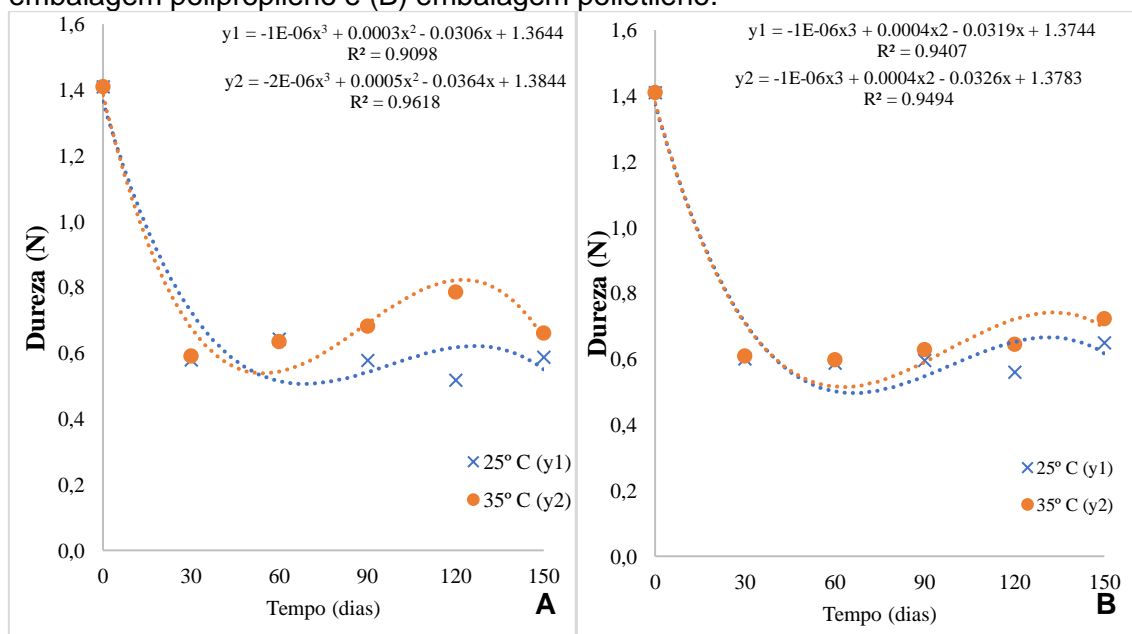 embalagem polipropileno e (B) embalagem polietileno.
1,6
1,4
1,2
1,0
0,8
0,6
0,4
0,2
0,0
0 30 60 90 120 150
Dureza (N)
Tempo (dias)
y1 = -1E-06x³ + 0.0003x² - 0.0306x + 1.3644
R² = 0.9098
y2 = -2E-06x³ + 0.0005x² - 0.0364x + 1.3844
R² = 0.9618
25º C (y1)
35º C (y2)
A
1,6
1,4
1,2
1,0
0,8
0,6
0,4
0,2
0,0
0 30 60 90 120 150
Dureza (N)
Tempo (dias)
y1 = -1E-06x3 + 0.0004x2 - 0.0319x + 1.3744
R² = 0.9407
y2 = -1E-06x3 + 0.0004x2 - 0.0326x + 1.3783
R² = 0.9494
25º C (y1)
35º C (y2)
B